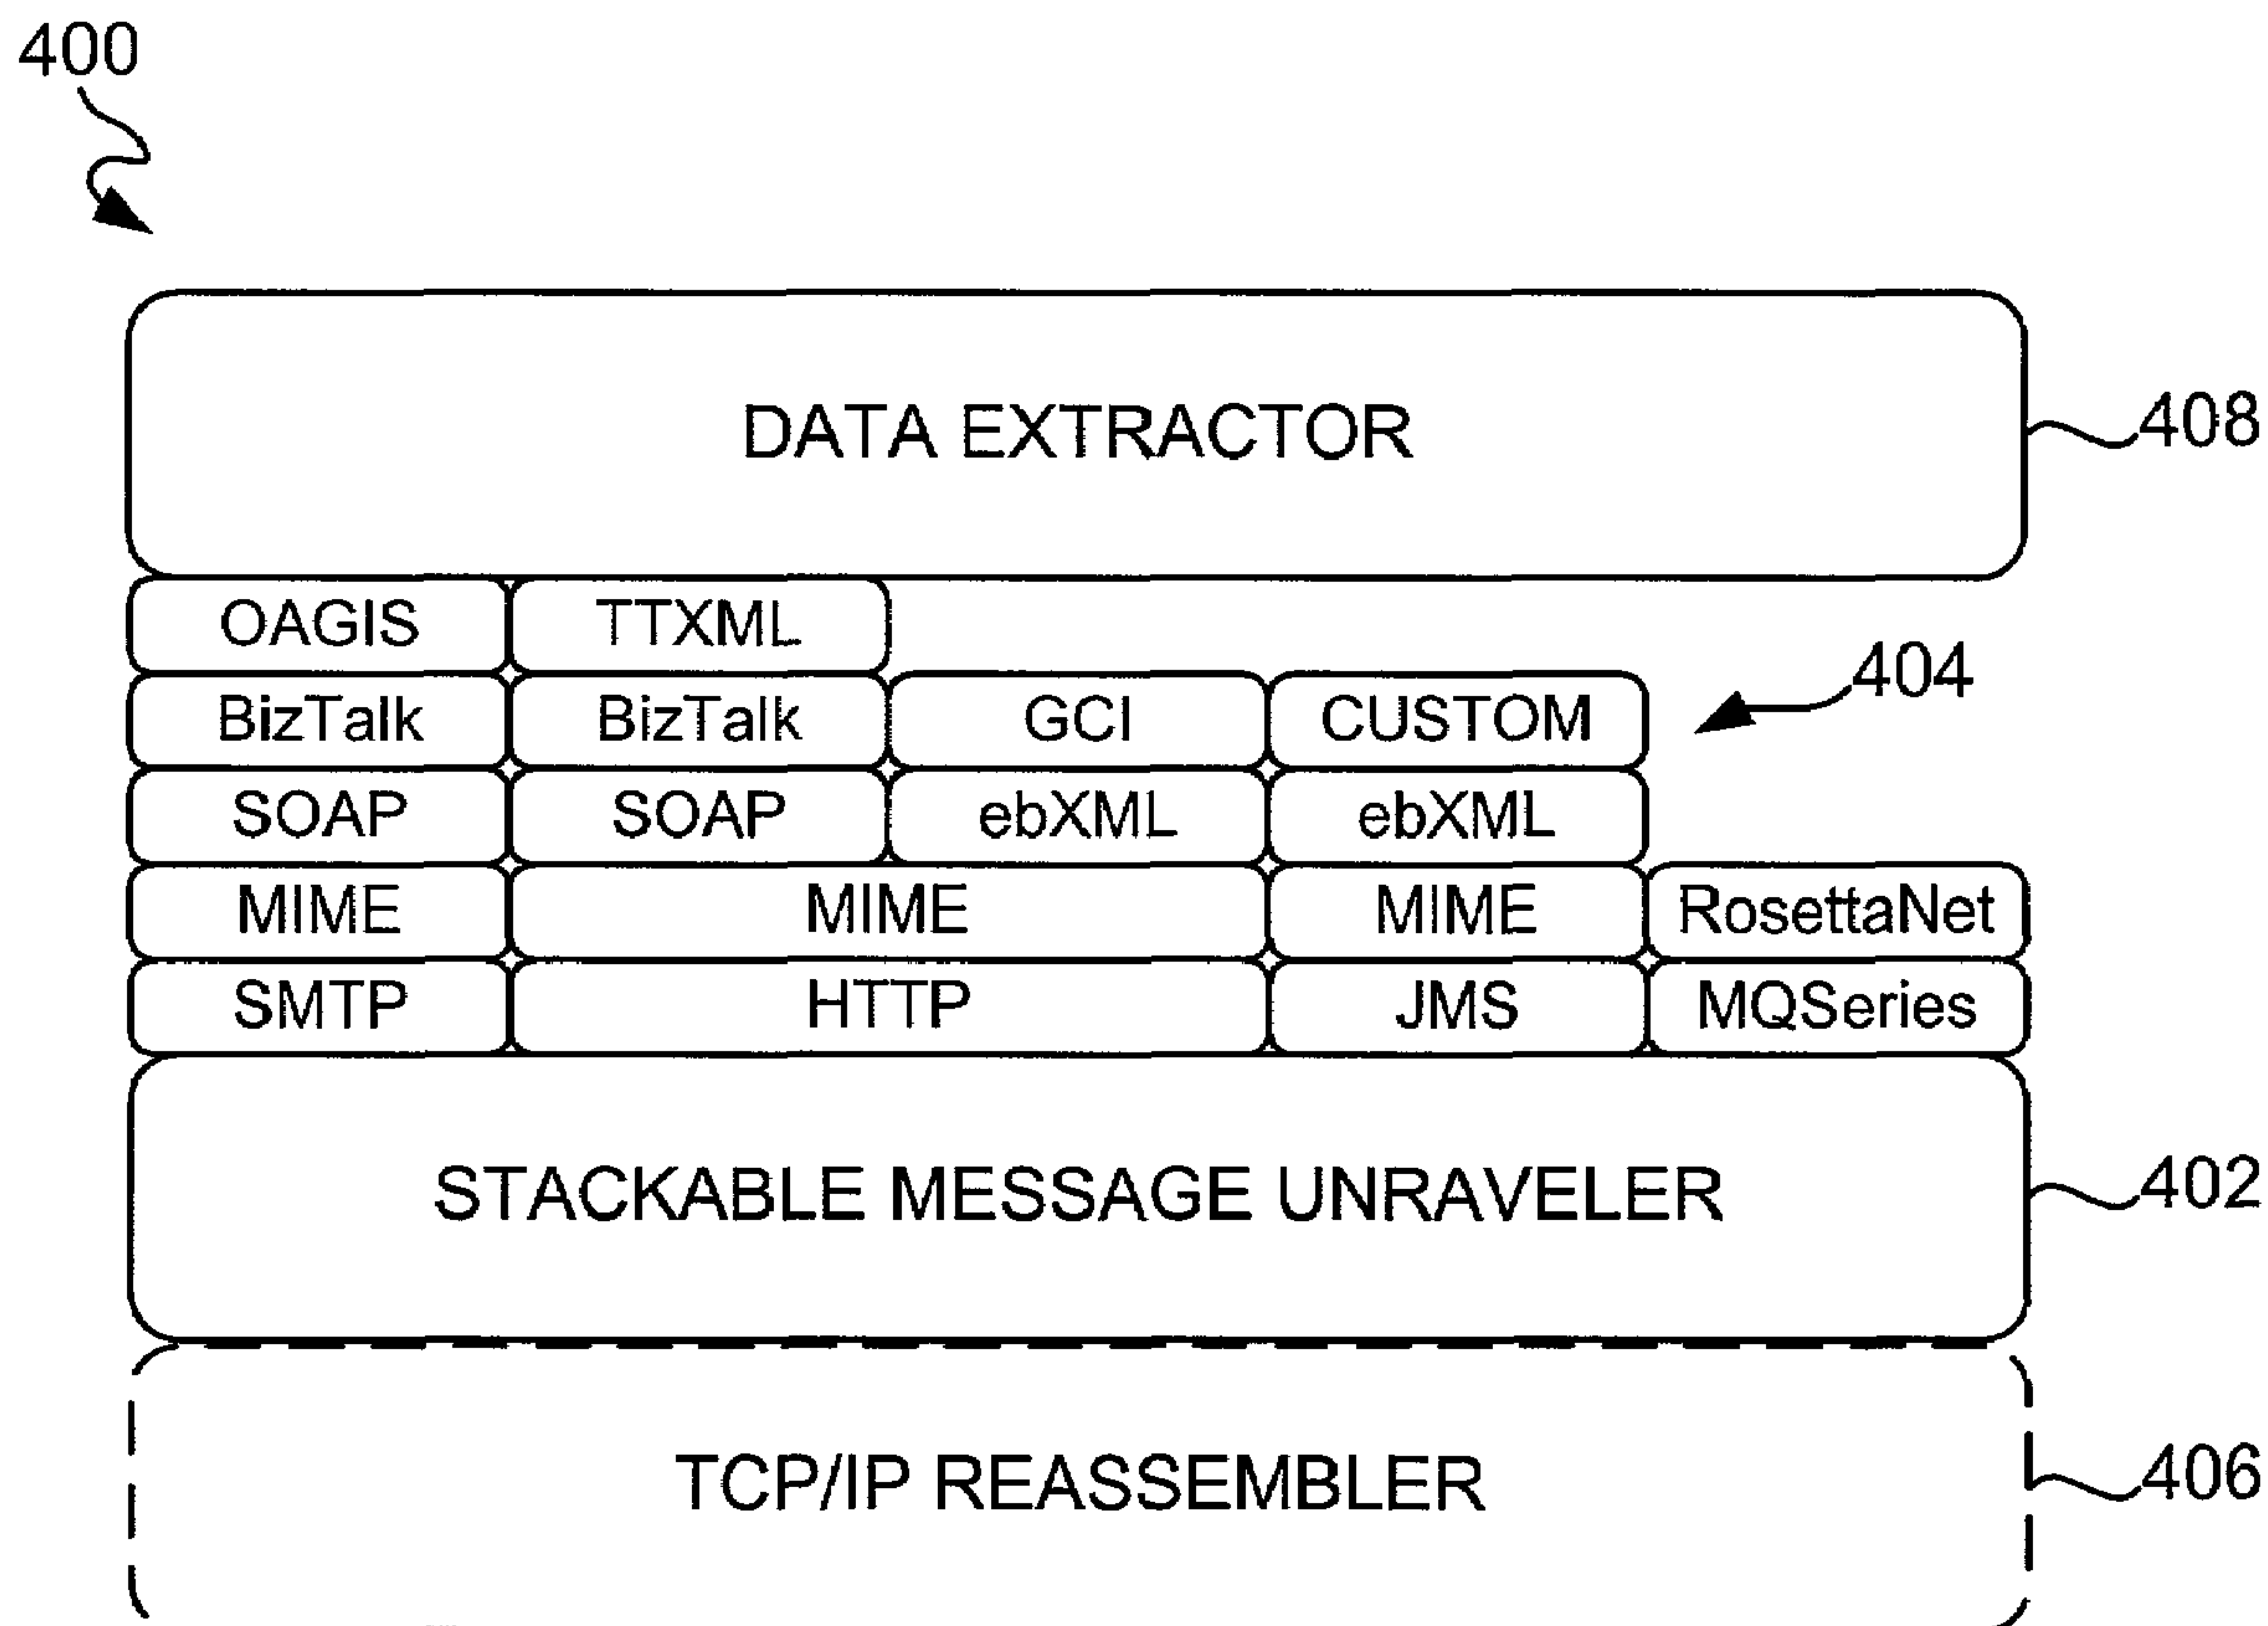 400
DATA EXTRACTOR
408
OAGIS TTXML
404
BizTalk BizTalk GCI CUSTOM
SOAP SOAP ebXML ebXML
MIME MIME MIME RosettaNet
SMTP HTTP JMS MQSeries
STACKABLE MESSAGE UNRAVELER
402
TCP/IP REASSEMBLER
406